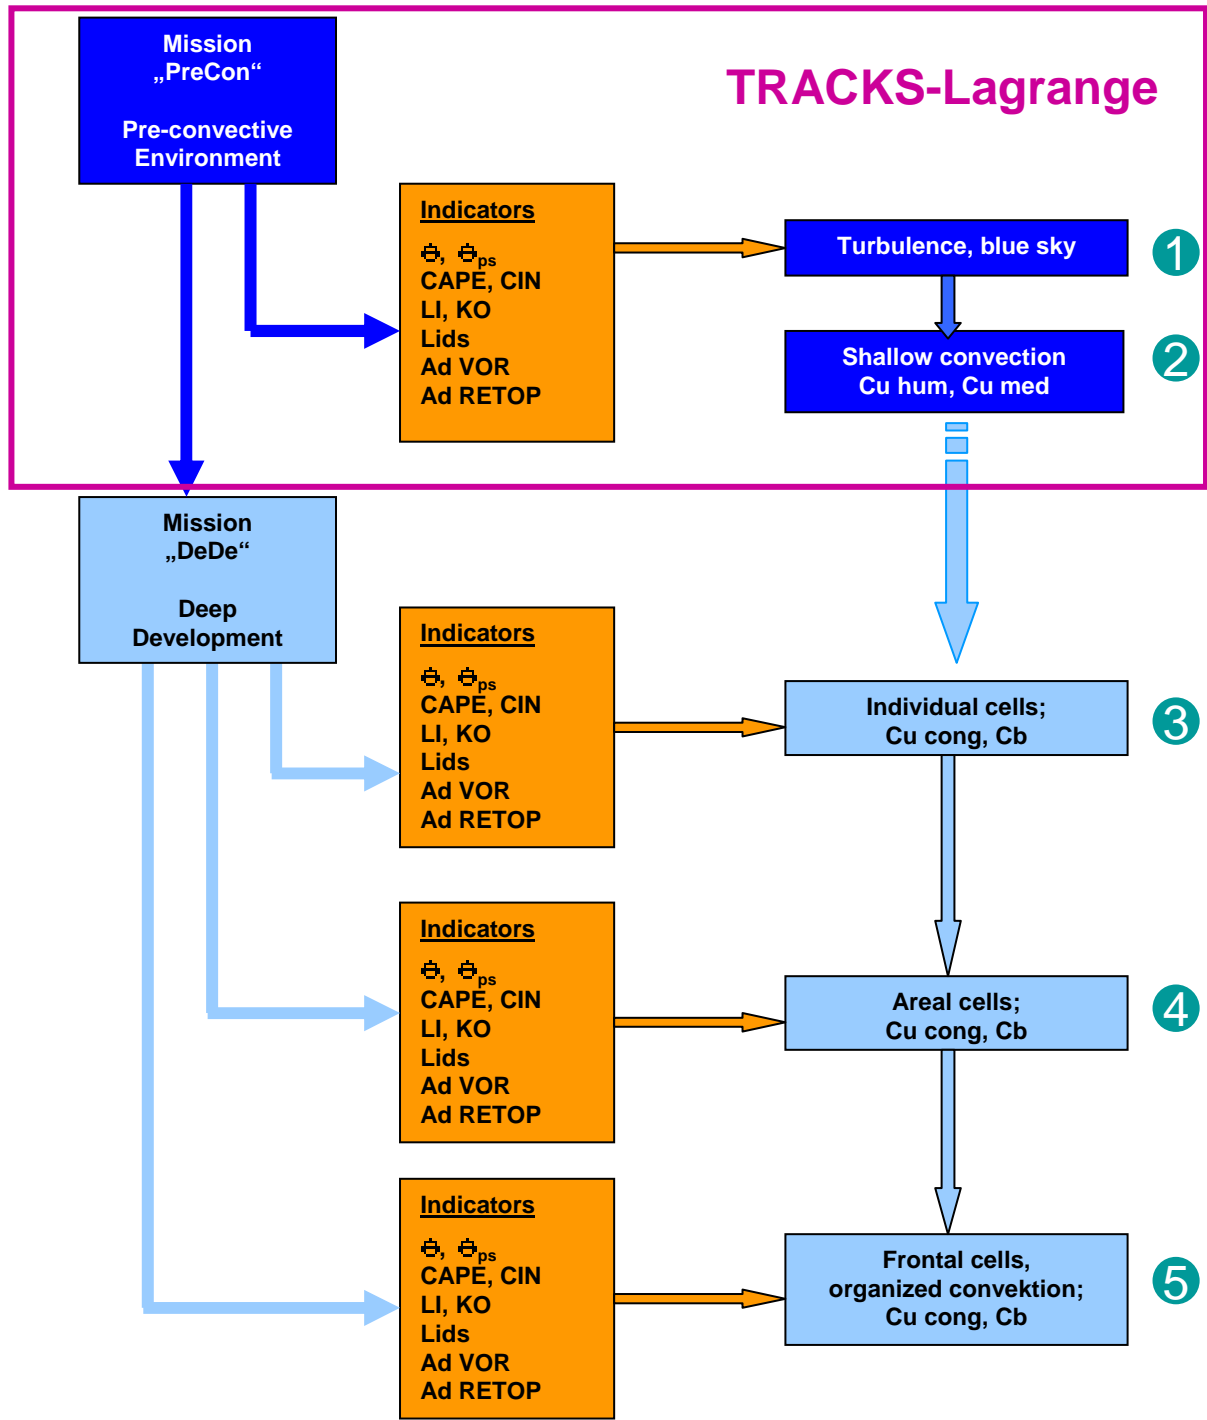 Mission
„PreCon“
Pre-convective
Environment
TRACKS-Lagrange
Indicators
ϴ, ϴps
CAPE, CIN
LI, KO
Lids
Ad VOR
Ad RETOP
Turbulence, blue sky
1
Shallow convection
Cu hum, Cu med
2
Mission
„DeDe“
Deep
Development
Indicators
ϴ, ϴps
CAPE, CIN
LI, KO
Lids
Ad VOR
Ad RETOP
Individual cells;
Cu cong, Cb
3
Indicators
ϴ, ϴps
CAPE, CIN
LI, KO
Lids
Ad VOR
Ad RETOP
Areal cells;
Cu cong, Cb
4
Indicators
ϴ, ϴps
CAPE, CIN
LI, KO
Lids
Ad VOR
Ad RETOP
Frontal cells,
organized convektion;
Cu cong, Cb
5